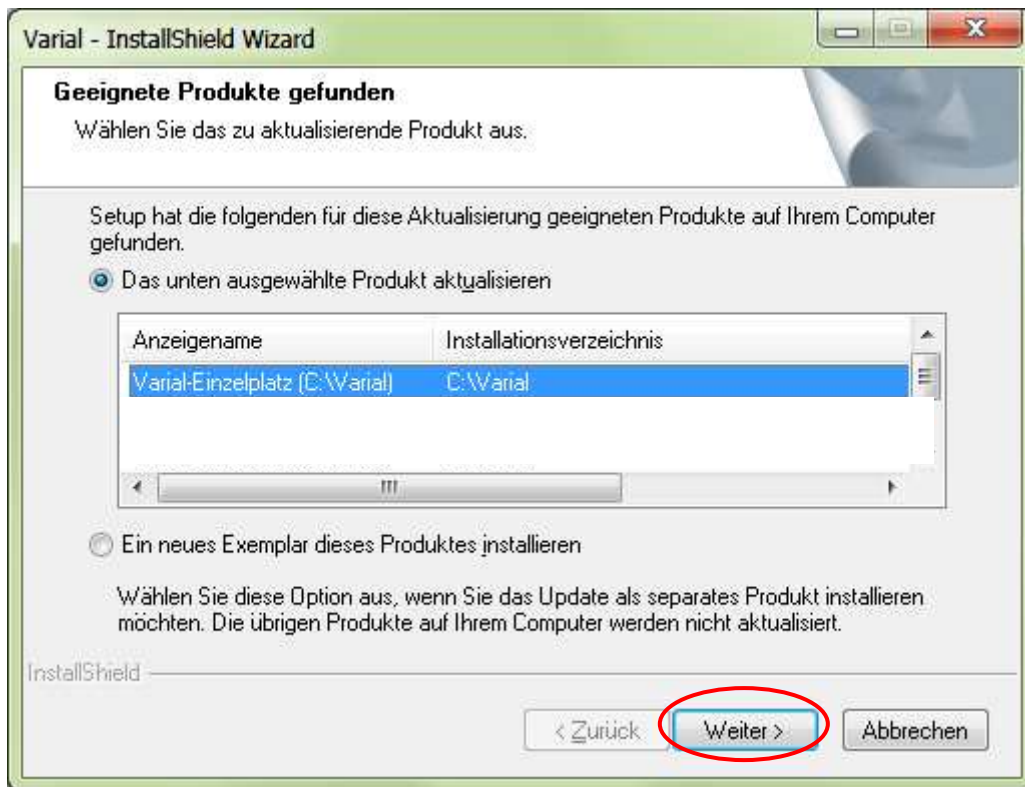 Varial - InstallShield Wizard
Geeignete Produkte gefunden
Wählen Sie das zu aktualisierende Produkt aus.
Setup hat die folgenden für diese Aktualisierung geeigneten Produkte auf Ihrem Computer
gefunden.
Das unten ausgewählte Produkt aktualisieren
Anzeigename Installationsverzeichnis
Varial-Einzelplatz (C:\Varial) C:\Varial
Ein neues Exemplar dieses Produktes installieren
Wählen Sie diese Option aus, wenn Sie das Update als separates Produkt installieren
möchten. Die übrigen Produkte auf Ihrem Computer werden nicht aktualisiert.
InstallShield
< Zurück Weiter > Abbrechen